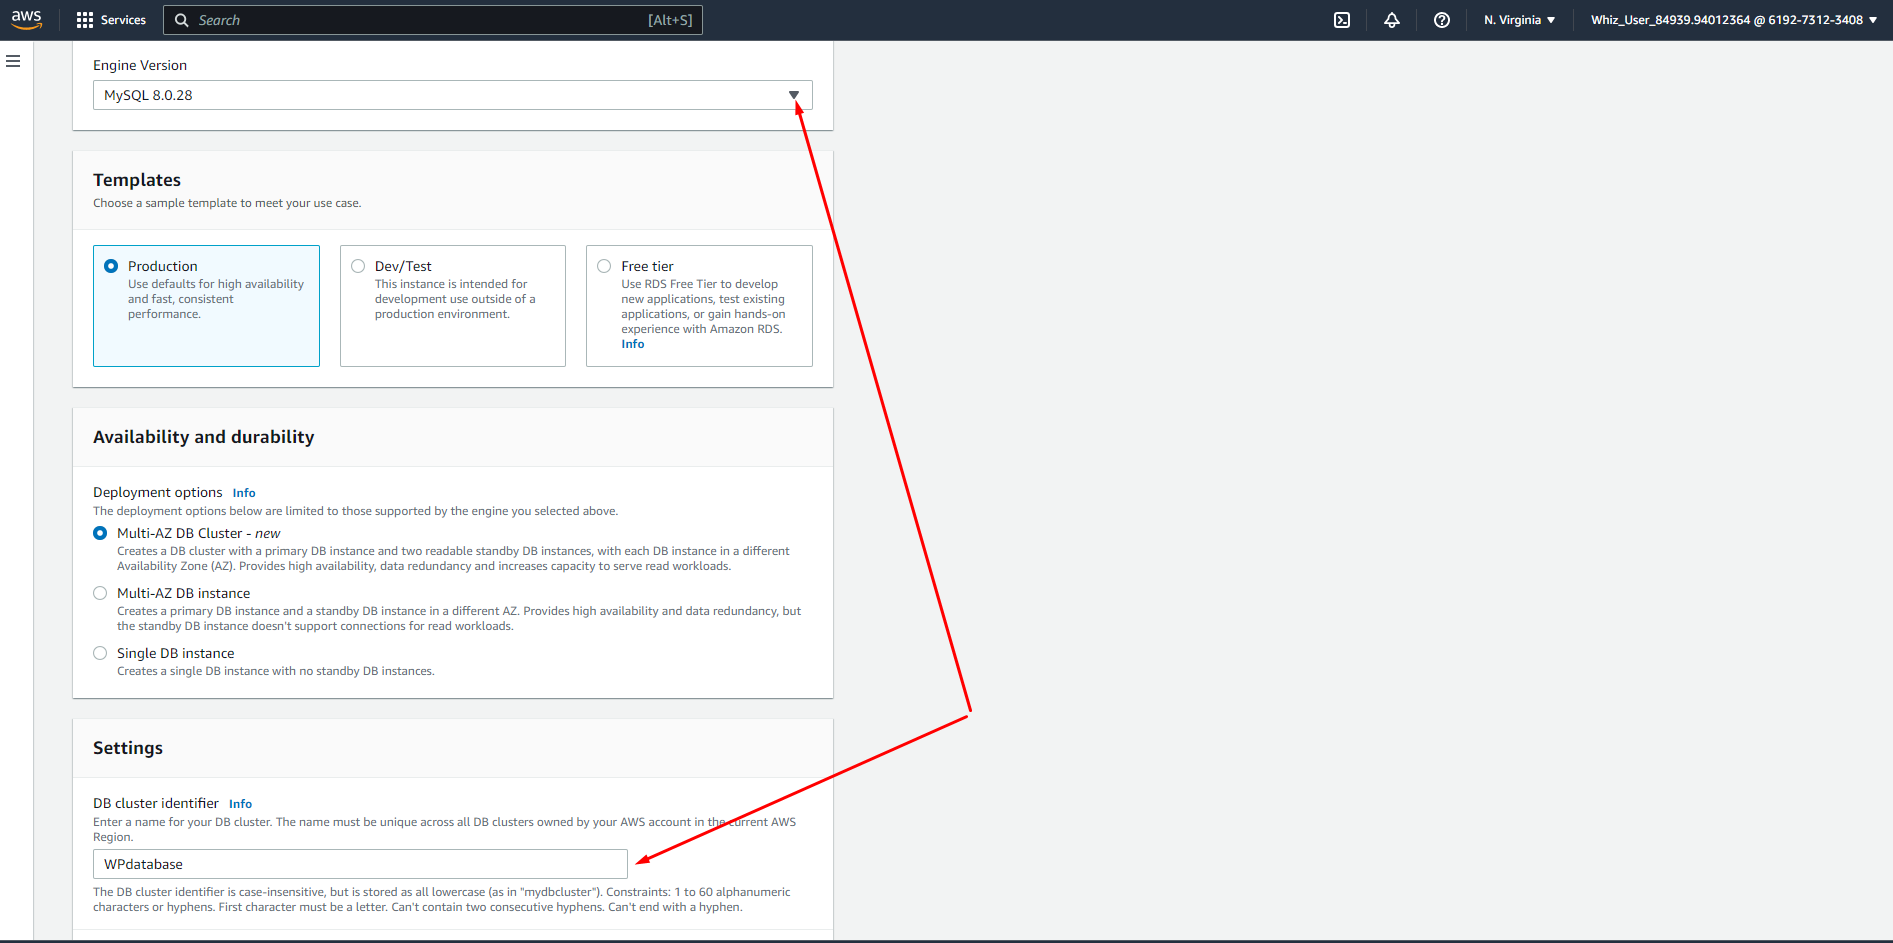 aws
Services
Search [Alt+S]
N. Virginia
Whiz_User_84939.94012364 @ 6192-7312-3408
Engine Version
MySQL 8.0.28
Templates
Choose a sample template to meet your use case.
Production
Use defaults for high availability
and fast, consistent
performance.
Dev/Test
This instance is intended for
development use outside of a
production environment.
Free tier
Use RDS Free Tier to develop
new applications, test existing
applications, or gain hands-on
experience with Amazon RDS.
Info
Availability and durability
Deployment options Info
The deployment options below are limited to those supported by the engine you selected above.
Multi-AZ DB Cluster - new
Creates a DB cluster with a primary DB instance and two readable standby DB instances, with each DB instance in a different
Availability Zone (AZ). Provides high availability, data redundancy and increases capacity to serve read workloads.
Multi-AZ DB instance
Creates a primary DB instance and a standby DB instance in a different AZ. Provides high availability and data redundancy, but
the standby DB instance doesn't support connections for read workloads.
Single DB instance
Creates a single DB instance with no standby DB instances.
Settings
DB cluster identifier Info
Enter a name for your DB cluster. The name must be unique across all DB clusters owned by your AWS account in the current AWS
Region.
WPdatabase
The DB cluster identifier is case-insensitive, but is stored as all lowercase (as in "mydbcluster"). Constraints: 1 to 60 alphanumeric
characters or hyphens. First character must be a letter. Can't contain two consecutive hyphens. Can't end with a hyphen.